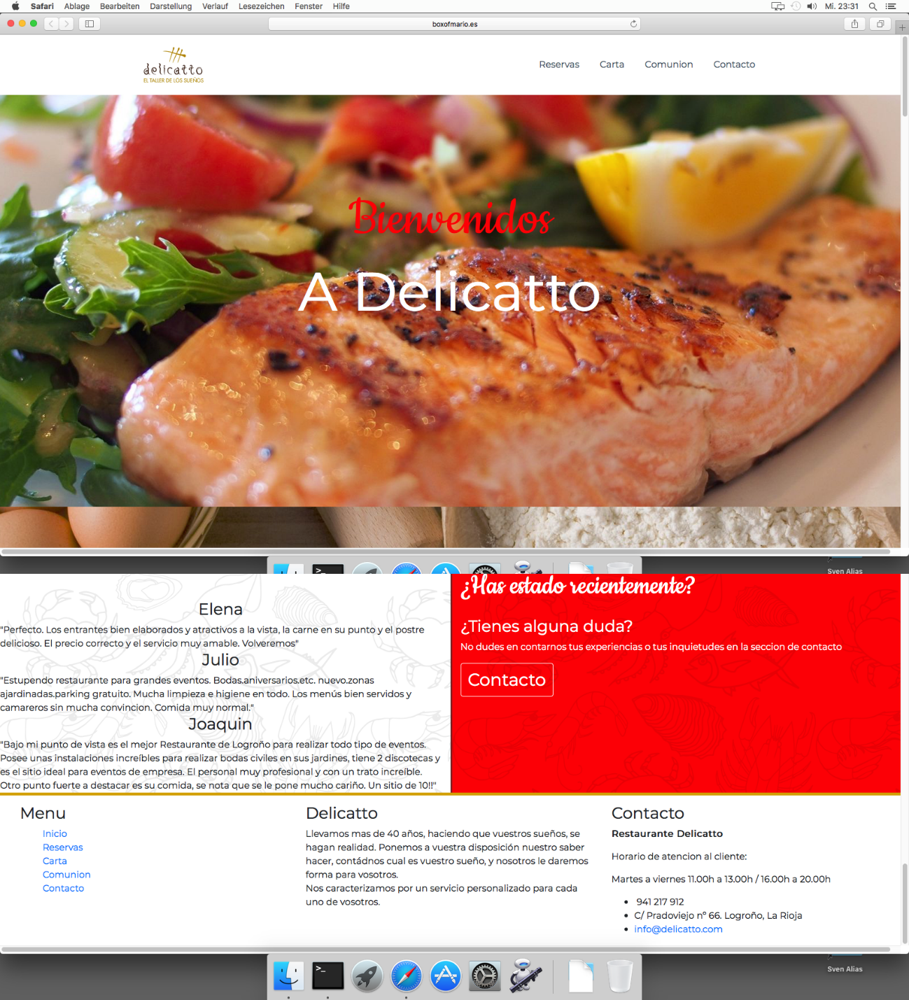 Safari Ablage Bearbeiten Darstellung Verlauf Lesezeichen Fenster Hilfe Mi. 23:31
boxofmario.es
delicatto
EL TALLER DE LOS SUEÑOS
Reservas Carta Comunion Contacto
Bienvenidos
A Delicatto
Sven Alias
Elena
"Perfecto. Los entrantes bien elaborados y atractivos a la vista, la carne en su punto y el postre
delicioso. El precio correcto y el servicio muy amable. Volveremos"
Julio
"Estupendo restaurante para grandes eventos. Bodas.aniversarios.etc. nuevo.zonas
ajardinadas.parking gratuito. Mucha limpieza e higiene en todo. Los menús bien servidos y
camareros sin mucha convincion. Comida muy normal."
Joaquin
"Bajo mi punto de vista es el mejor Restaurante de Logroño para realizar todo tipo de eventos.
Posee unas instalaciones increíbles para realizar bodas civiles en sus jardines, tiene 2 discotecas y
es el sitio ideal para eventos de empresa. El personal muy profesional y con un trato increíble.
Otro punto fuerte a destacar es su comida, se nota que se le pone mucho cariño. Un sitio de 10!!"
¿Has estado recientemente?
¿Tienes alguna duda?
No dudes en contarnos tus experiencias o tus inquietudes en la seccion de contacto
Contacto
Menu
Inicio
Reservas
Carta
Comunion
Contacto
Delicatto
Llevamos mas de 40 años, haciendo que vuestros sueños, se
hagan realidad. Ponemos a vuestra disposición nuestro saber
hacer, contádnos cual es vuestro sueño, y nosotros le daremos
forma para vosotros.
Nos caracterizamos por un servicio personalizado para cada
uno de vosotros.
Contacto
Restaurante Delicatto
Horario de atencion al cliente:
Martes a viernes 11.00h a 13.00h / 16.00h a 20.00h
941 217 912
C/ Pradoviejo nº 66. Logroño, La Rioja
info@delicatto.com
Sven Alias